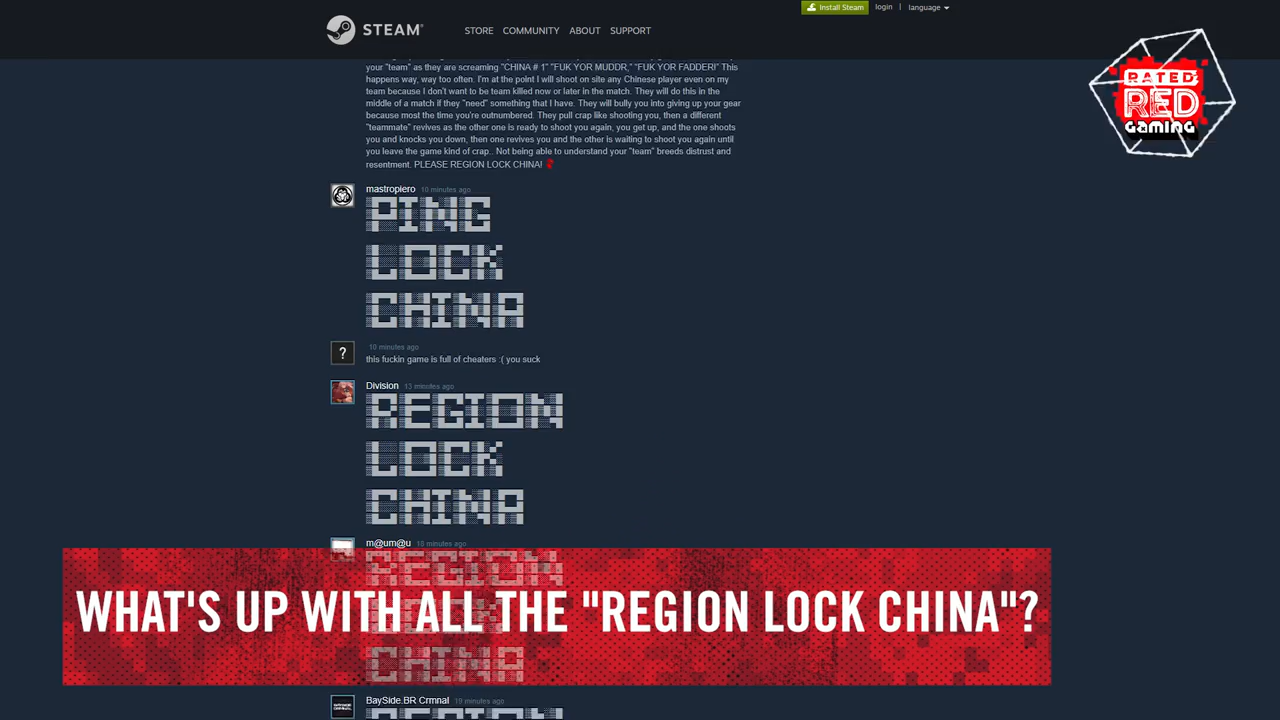 Install Steam
login | language
STEAM®
STORE COMMUNITY ABOUT SUPPORT
your "team" as they are screaming "CHINA # 1" "FUK YOR MUDDR," "FUK YOR FADDER!" This
happens way, way too often. I'm at the point I will shoot on site any Chinese player even on my
team because I don't want to be team killed now or later in the match. They will do this in the
middle of a match if they "need" something that I have. They will bully you into giving up your gear
because most the time you're outnumbered. They pull crap like shooting you, then a different
"teammate" revives as the other one is ready to shoot you again, you get up, and the one shoots
you and knocks you down, then one revives you and the other is waiting to shoot you again until
you leave the game kind of crap.. Not being able to understand your "team" breeds distrust and
resentment. PLEASE REGION LOCK CHINA!
RATED
RED
GAMING
mastropiero 10 minutes ago
PING
LOCK
CHINA
?
10 minutes ago
this fuckin game is full of cheaters :( you suck
Division 13 minutes ago
REGION
LOCK
CHINA
m@um@u 18 minutes ago
REGION
LOCK
CHINA
WHAT'S UP WITH ALL THE "REGION LOCK CHINA"?
BaySide.BR Crmnal 19 minutes ago